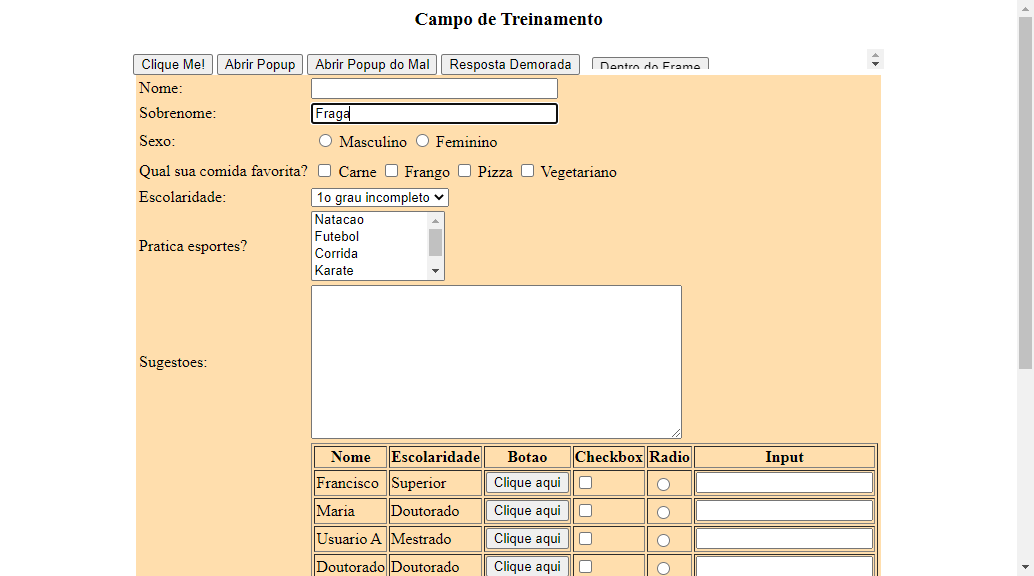 Campo de Treinamento
Clique Me! Abrir Popup Abrir Popup do Mal Resposta Demorada Dentro do Frame
Nome:
Sobrenome: Fraga
Sexo: Masculino Feminino
Qual sua comida favorita? Carne Frango Pizza Vegetariano
Escolaridade: 1o grau incompleto
Natacao
Futebol
Pratica esportes?
Corrida
Karate
Sugestoes:
Nome Escolaridade Botao Checkbox Radio Input
Francisco Superior Clique aqui
Maria Doutorado Clique aqui
Usuario A Mestrado Clique aqui
Doutorado Doutorado Clique aqui